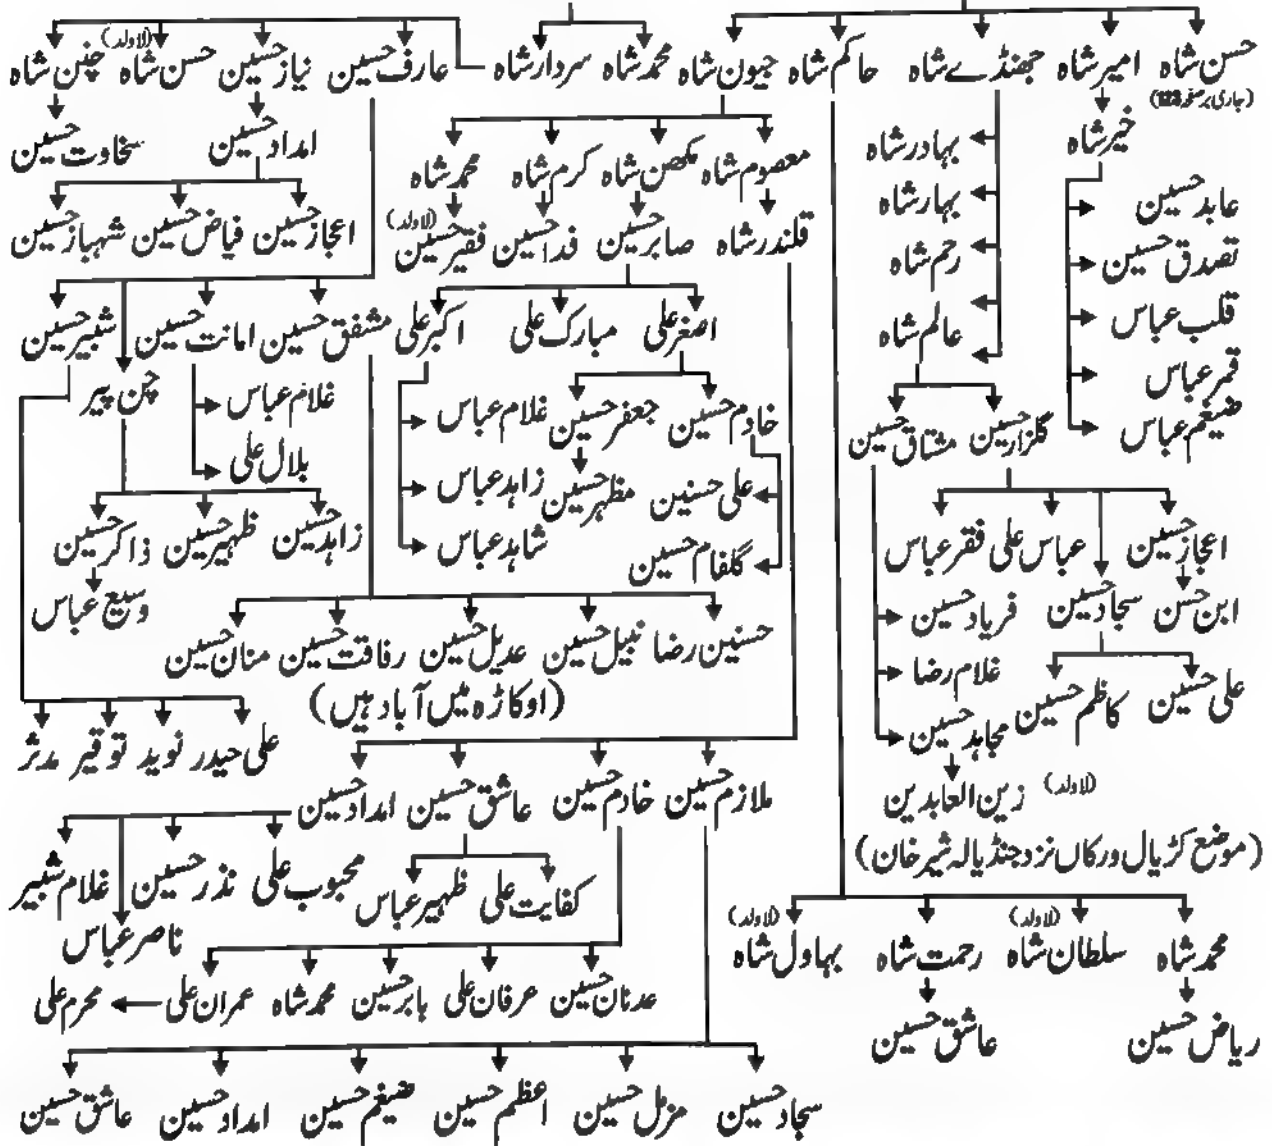 حسن شاہ امیر شاہ جھنڈے شاہ حاکم شاہ جیون شاہ محمد شاہ سردار شاہ عارف حسین نیاز حسین حسن شاہ (لاولد) چنن شاہ
(جاری بر صفحہ 123)
خیر شاہ بہادر شاہ امداد حسین سخاوت حسین
معصوم شاہ مکھن شاہ کرم شاہ محمد شاہ
عابد حسین بہار شاہ
قلندر شاہ صابر حسین فدا حسین فقیر حسین (لاولد) اعجاز حسین فیاض حسین شہباز حسین
تصدق حسین رحم شاہ
قلب عباس عالم شاہ اصغر علی مبارک علی اکبر علی مشفق حسین امانت حسین شبیر حسین
قمر عباس چن پیر غلام عباس
ضیغم عباس گلزار حسین مشتاق حسین خادم حسین جعفر حسین غلام عباس
بلال علی
علی حسنین مظہر حسین زاہد عباس
اعجاز حسین عباس علی فقر عباس گلفام حسین شاہد عباس زاہد حسین ظہیر حسین ذاکر حسین
ابن حسن سجاد حسین فریاد حسین وسیع عباس
حسنین رضا نبیل حسین عدیل حسین رفاقت حسین منان حسین
علی حسین کاظم حسین غلام رضا (اوکاڑہ میں آباد ہیں)
مجاہد حسین علی حیدر نوید توقیر مدثر
زین العابدین (لاولد) ملازم حسین خادم حسین عاشق حسین امداد حسین
(موضع کڑیال ورکاں نزد جنڈیالہ شیر خان)
کفایت علی ظہیر عباس محبوب علی نذر حسین غلام شبیر
ناصر عباس
محمد شاہ سلطان شاہ (لاولد) رحمت شاہ بہاول شاہ (لاولد)
عدنان حسین عرفان علی بابر حسین محمد شاہ عمران علی محرم علی
ریاض حسین عاشق حسین
سجاد حسین مزمل حسین اعظم حسین ضیغم حسین امداد حسین عاشق حسین